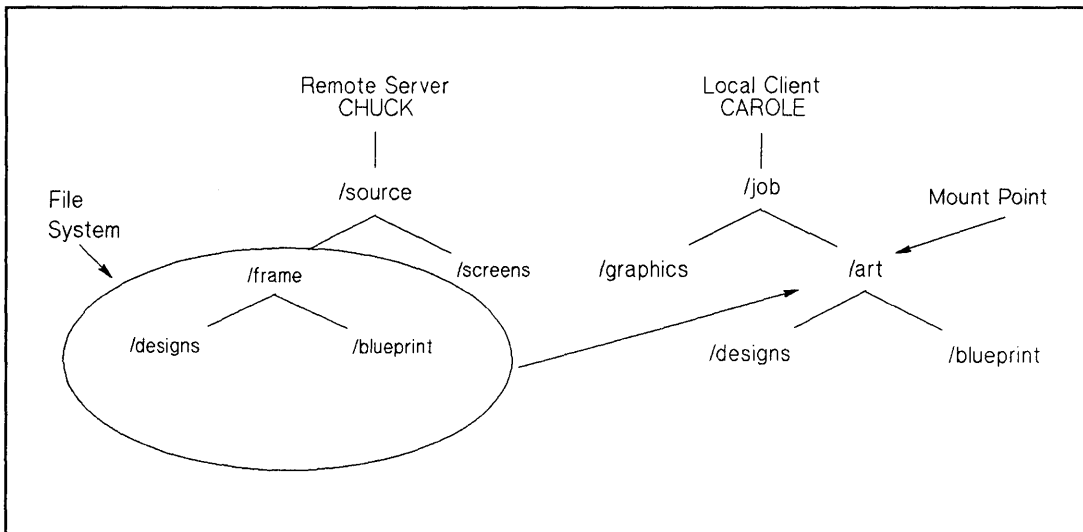 Remote Server
CHUCK
Local Client
CAROLE
File
System
/source
/job
Mount Point
/frame
/screens
/graphics
/art
/designs
/blueprint
/designs
/blueprint